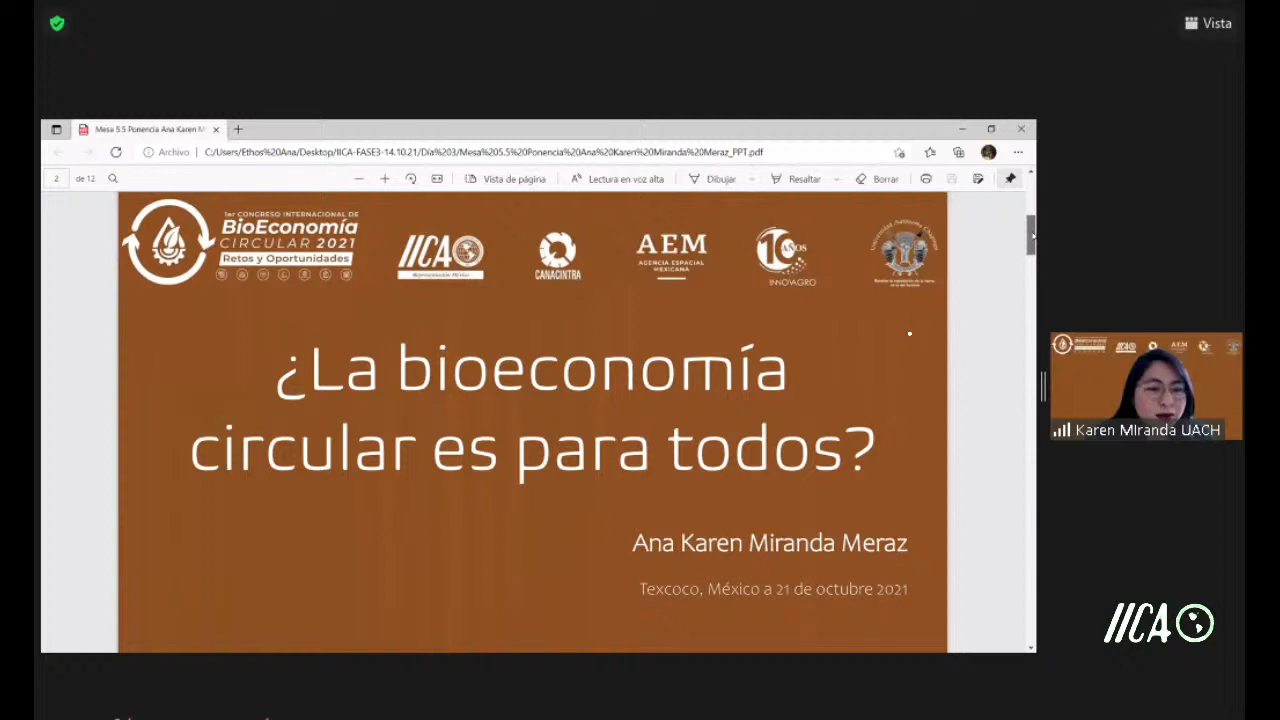 Vista
Mesa 5.5 Ponencia Ana Karen M
Archivo
C:/Users/Ethos%20Ana/Desktop/IICA-FASE3-14.10.21/Día%203/Mesa%205.5%20Ponencia%20Ana%20Karen%20Miranda%20Meraz_PPT.pdf
2 de 12
Vista de página
Lectura en voz alta
Dibujar
Resaltar
Borrar
1er CONGRESO INTERNACIONAL DE
BioEconomía
CIRCULAR 2021
Retos y Oportunidades
IICA
Representación México
CANACINTRA
AEM
AGENCIA ESPACIAL
MEXICANA
10 AÑOS
INNOVAGRO
¿La bioeconomía
circular es para todos?
Ana Karen Miranda Meraz
Texcoco, México a 21 de octubre 2021
Karen MIranda UACH
IICA